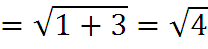 = √(1 + 3) = √4